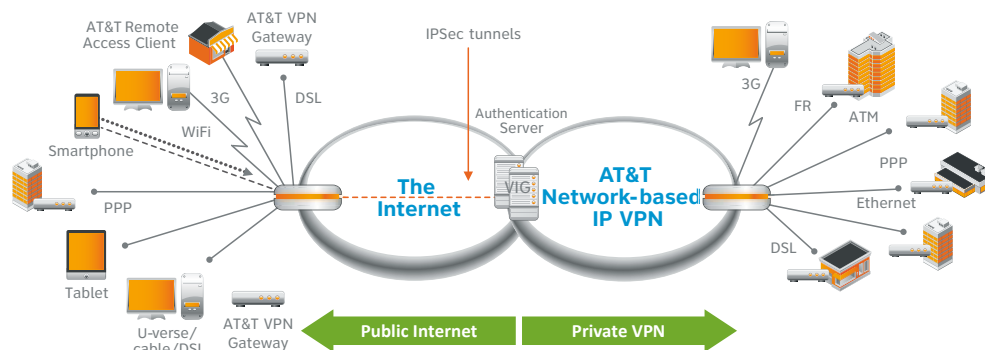 AT&T Remote
Access Client
AT&T VPN
Gateway
IPSec tunnels
3G
DSL
WiFi
Smartphone
PPP
Tablet
U-verse/
cable/DSL
AT&T VPN
Gateway
The
Internet
Authentication
Server
VIG
AT&T
Network-based
IP VPN
3G
FR
ATM
PPP
Ethernet
DSL
Public Internet
Private VPN